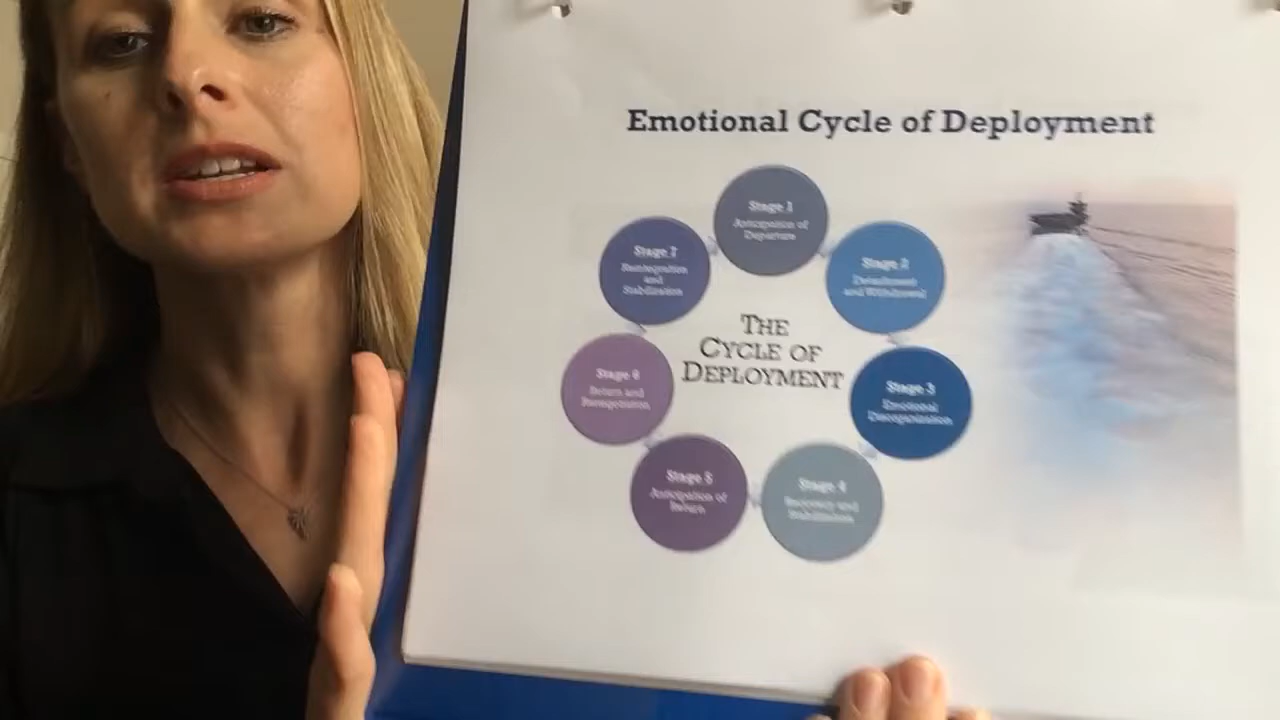 Emotional Cycle of Deployment
Stage 1
Anticipation of
Departure
Stage 2
Detachment
and Withdrawal
Stage 3
Emotional
Disorganization
Stage 4
Recovery and
Stabilization
Stage 5
Anticipation of
Return
Stage 6
Return and
Renegotiation
Stage 7
Reintegration
and
Stabilization
THE
CYCLE OF
DEPLOYMENT